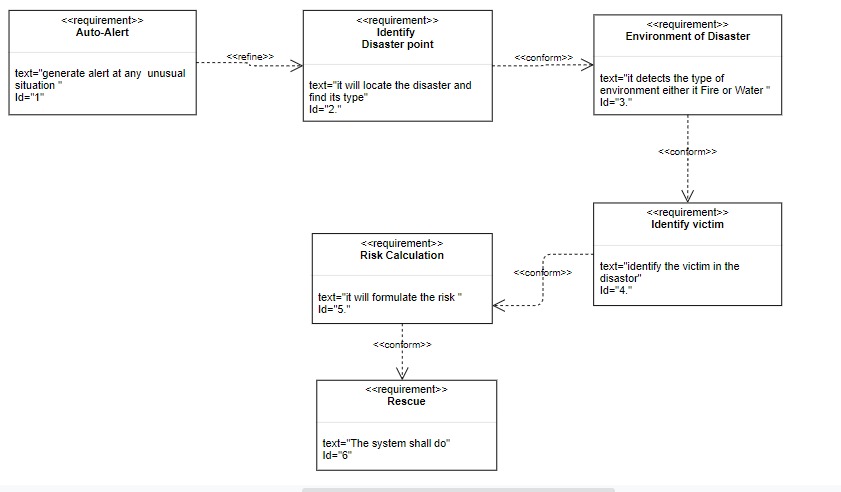 <<requirement>>
Auto-Alert
text="generate alert at any  unusual
situation "
Id="1"
<<refine>>
<<requirement>>
Identify
Disaster point
text="it will locate the disaster and
find its type"
Id="2."
<<conform>>
<<requirement>>
Environment of Disaster
text="it detects the type of
environment either it Fire or Water "
Id="3."
<<conform>>
<<requirement>>
Identify victim
text="identify the victim in the
disastor"
Id="4."
<<conform>>
<<requirement>>
Risk Calculation
text="it will formulate the risk "
Id="5."
<<conform>>
<<requirement>>
Rescue
text="The system shall do"
Id="6"